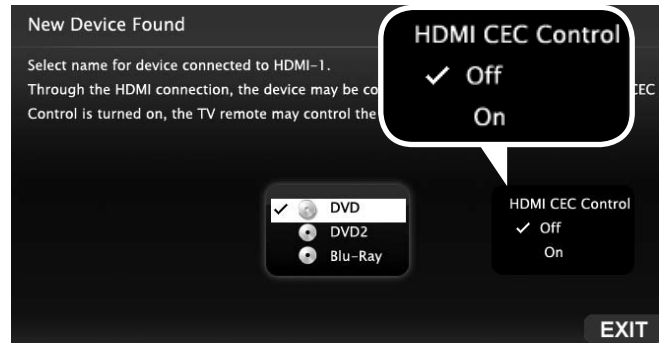 New Device Found
Select name for device connected to HDMI-1.
Through the HDMI connection, the device may be co
CEC
Control is turned on, the TV remote may control the
HDMI CEC Control
✓ Off
On
✓ DVD
DVD2
Blu-Ray
HDMI CEC Control
✓ Off
On
EXIT